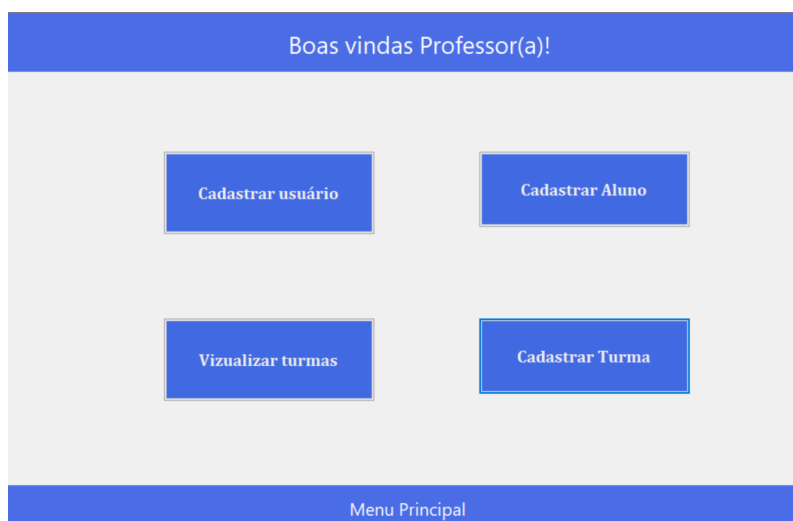 Boas vindas Professor(a)!
Cadastrar usuário
Cadastrar Aluno
Vizualizar turmas
Cadastrar Turma
Menu Principal